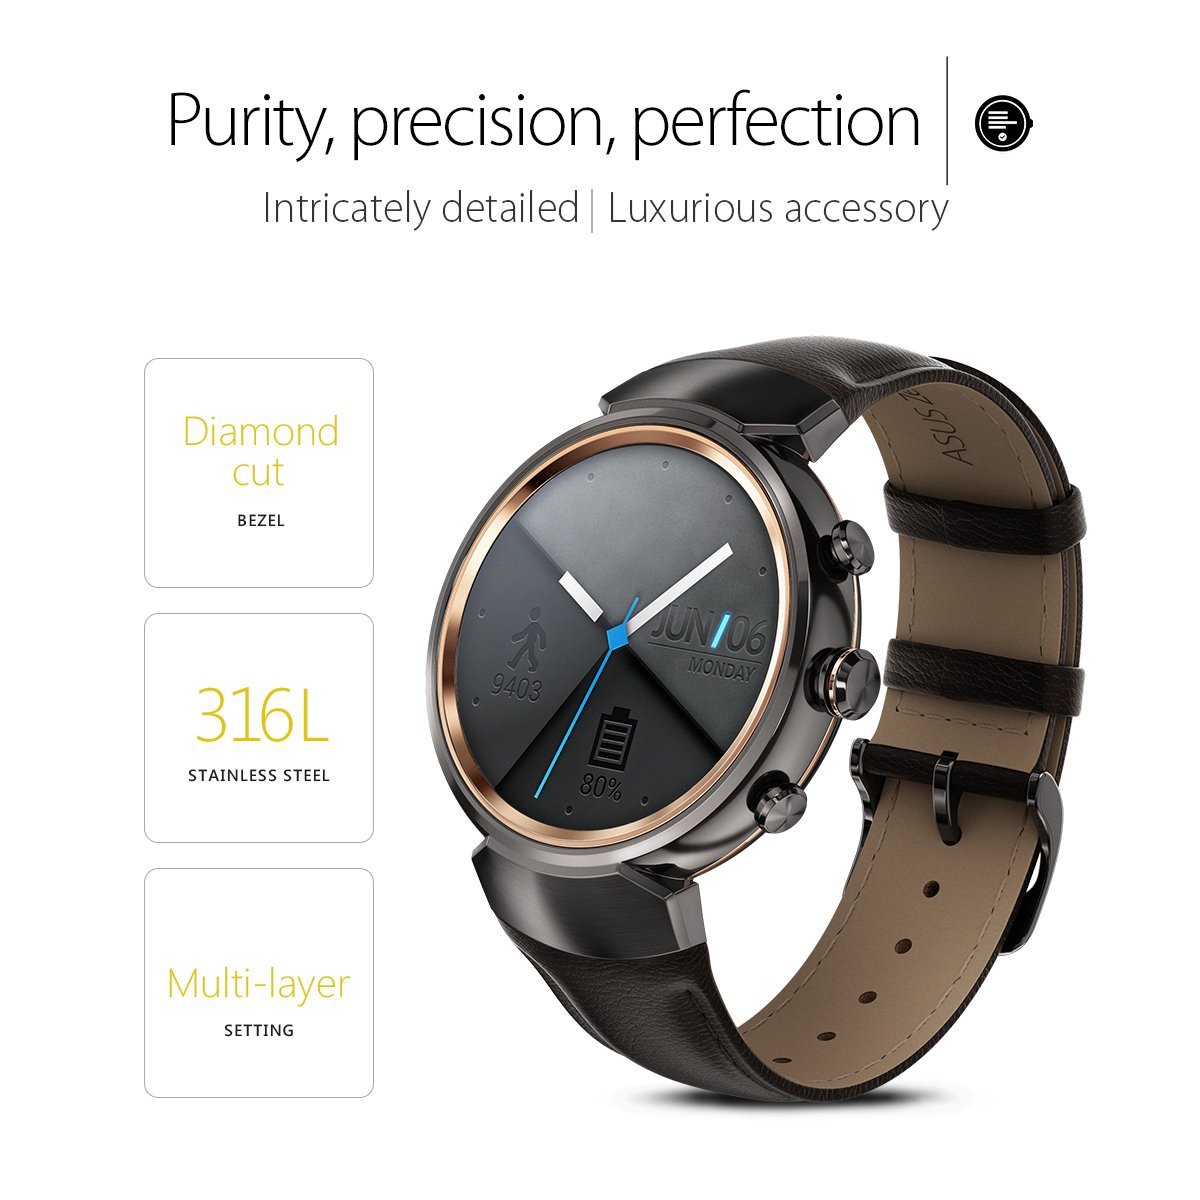 Purity, precision, perfection
Intricately detailed | Luxurious accessory
Diamond
cut
BEZEL
316L
STAINLESS STEEL
Multi-layer
SETTING
ASUS
JUN/06
MONDAY
9403
80%